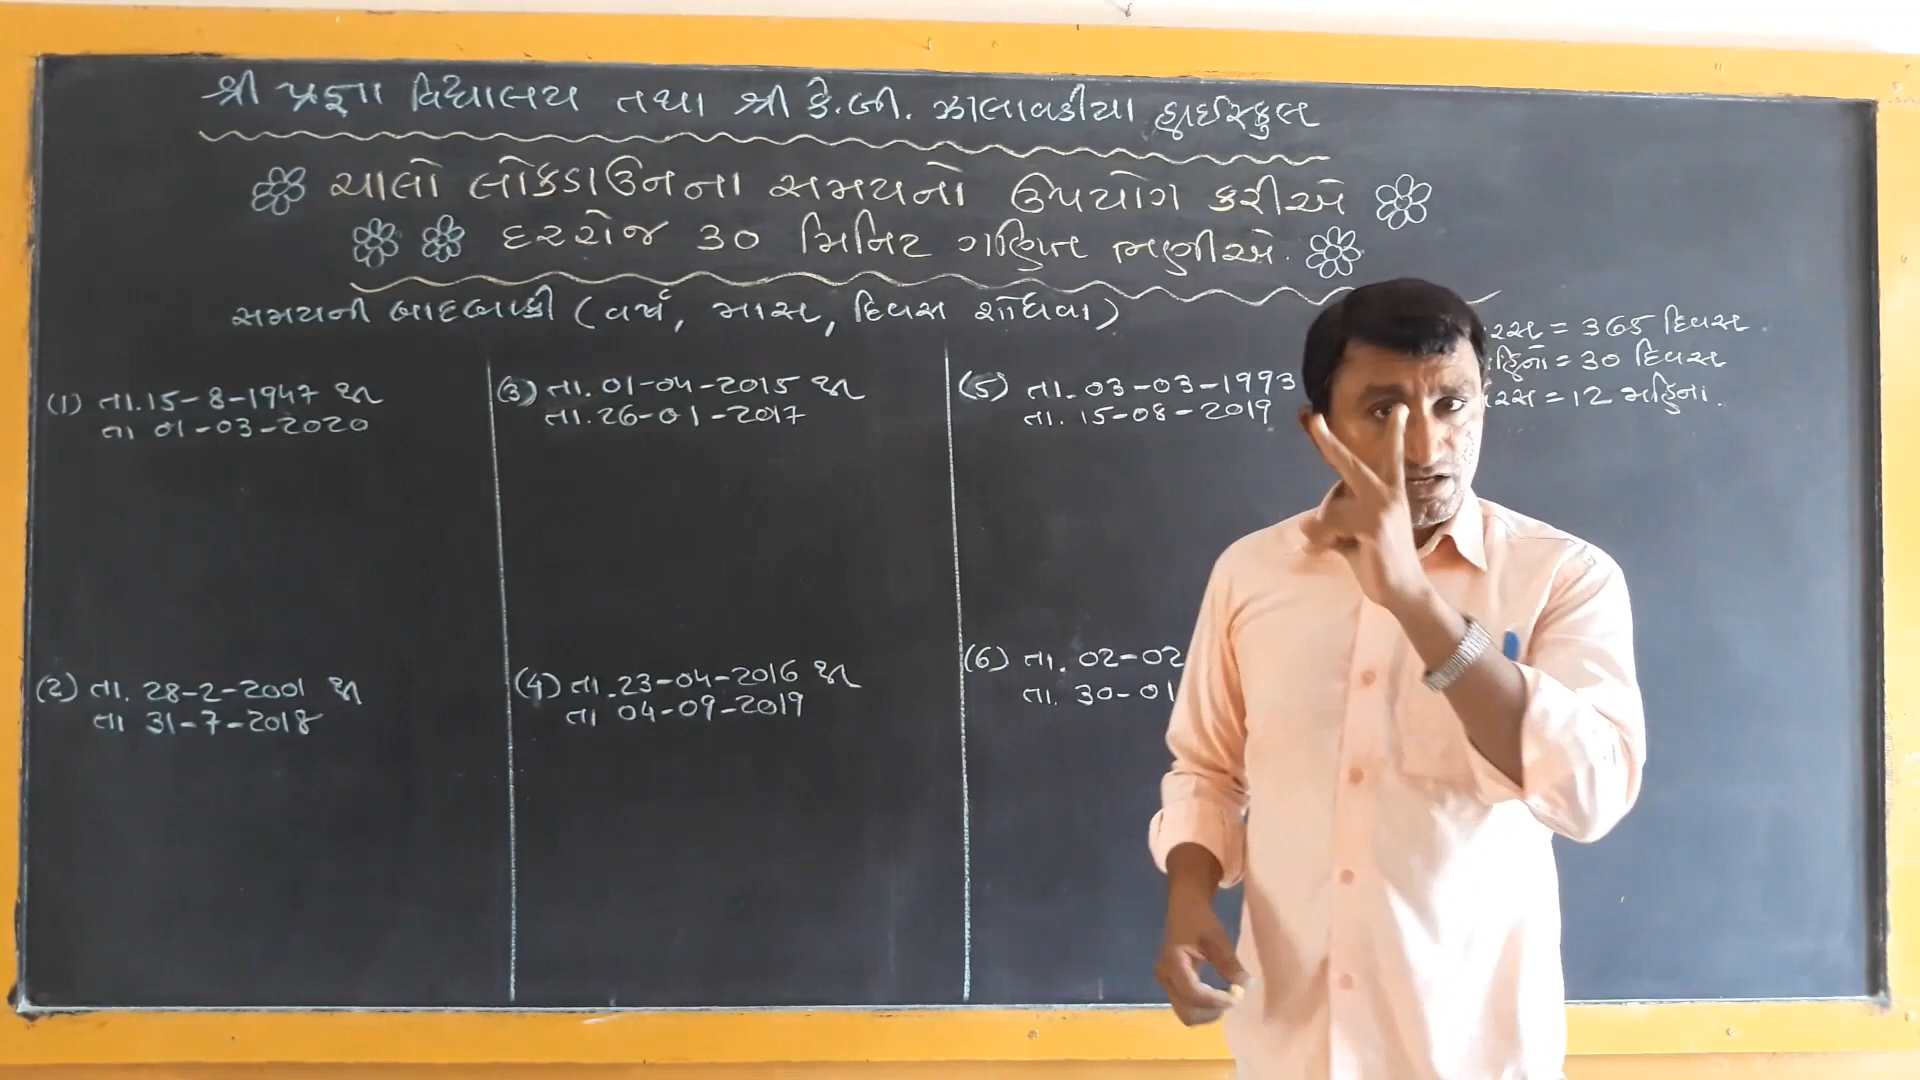 શ્રી પ્રજ્ઞા વિદ્યાલય તથા શ્રી કે.જી. ઝાલાવડીયા હાઈસ્કુલ
ચાલો લોકડાઉનના સમયનો ઉપયોગ કરીએ
દરરોજ 30 મિનિટ ગણિત ભણીએ.
સમયની બાદબાકી (વર્ષ, માસ, દિવસ શોધવા)
= 365 દિવસ
= 30 દિવસ
= 12 મહિના.
(1) તા.15-8-1947 થી
તા 01-03-2020
(2) તા. 28-2-2001 થી
તા 31-7-2018
(3) તા. 01-04-2015 થી
તા. 26-01-2017
(4) તા. 23-04-2016 થી
તા 04-09-2019
(5) તા. 03-03-1993
તા. 15-08-2019
(6) તા. 02-02
તા. 30-01